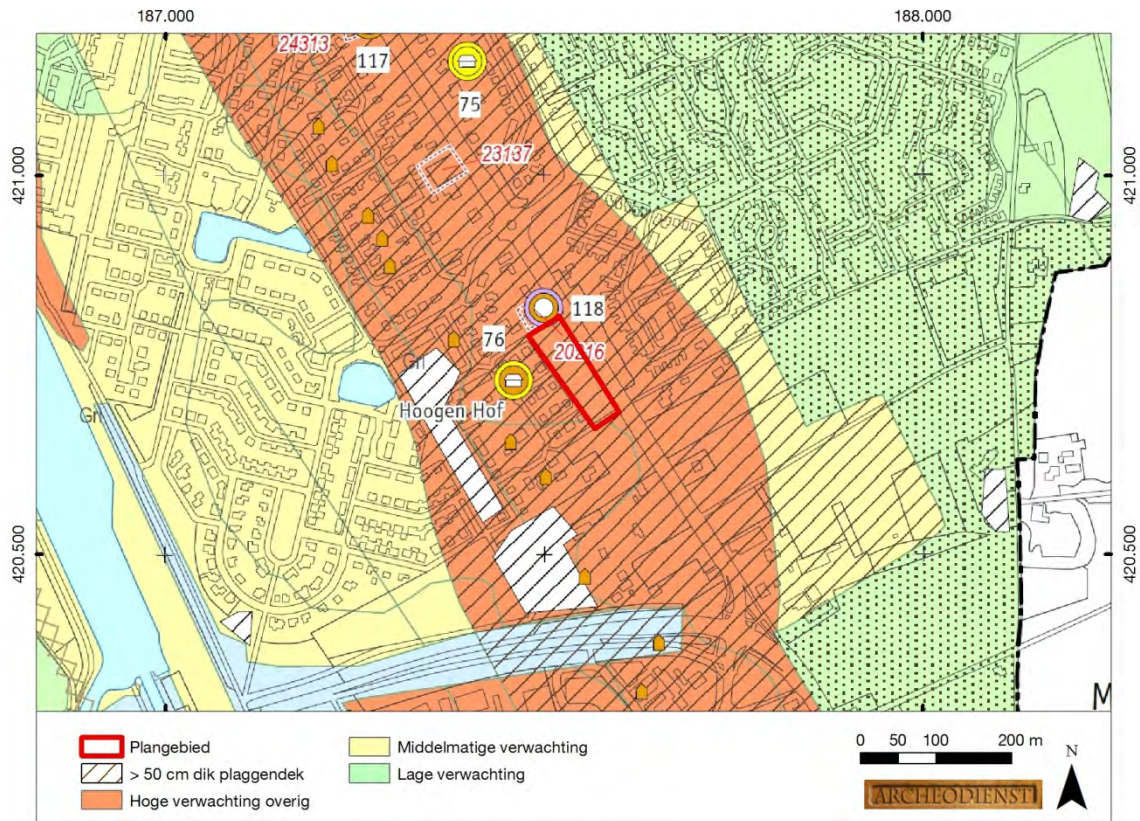 187.000
188.000
24313
117
75
23137
421.000
421.000
118
76
20216
Gn
Hoogen Hof
Gn
420.500
420.500
M
Plangebied
> 50 cm dik plaggendek
Hoge verwachting overig
Middelmatige verwachting
Lage verwachting
0 50 100 200 m
N
ARCHEODIENST